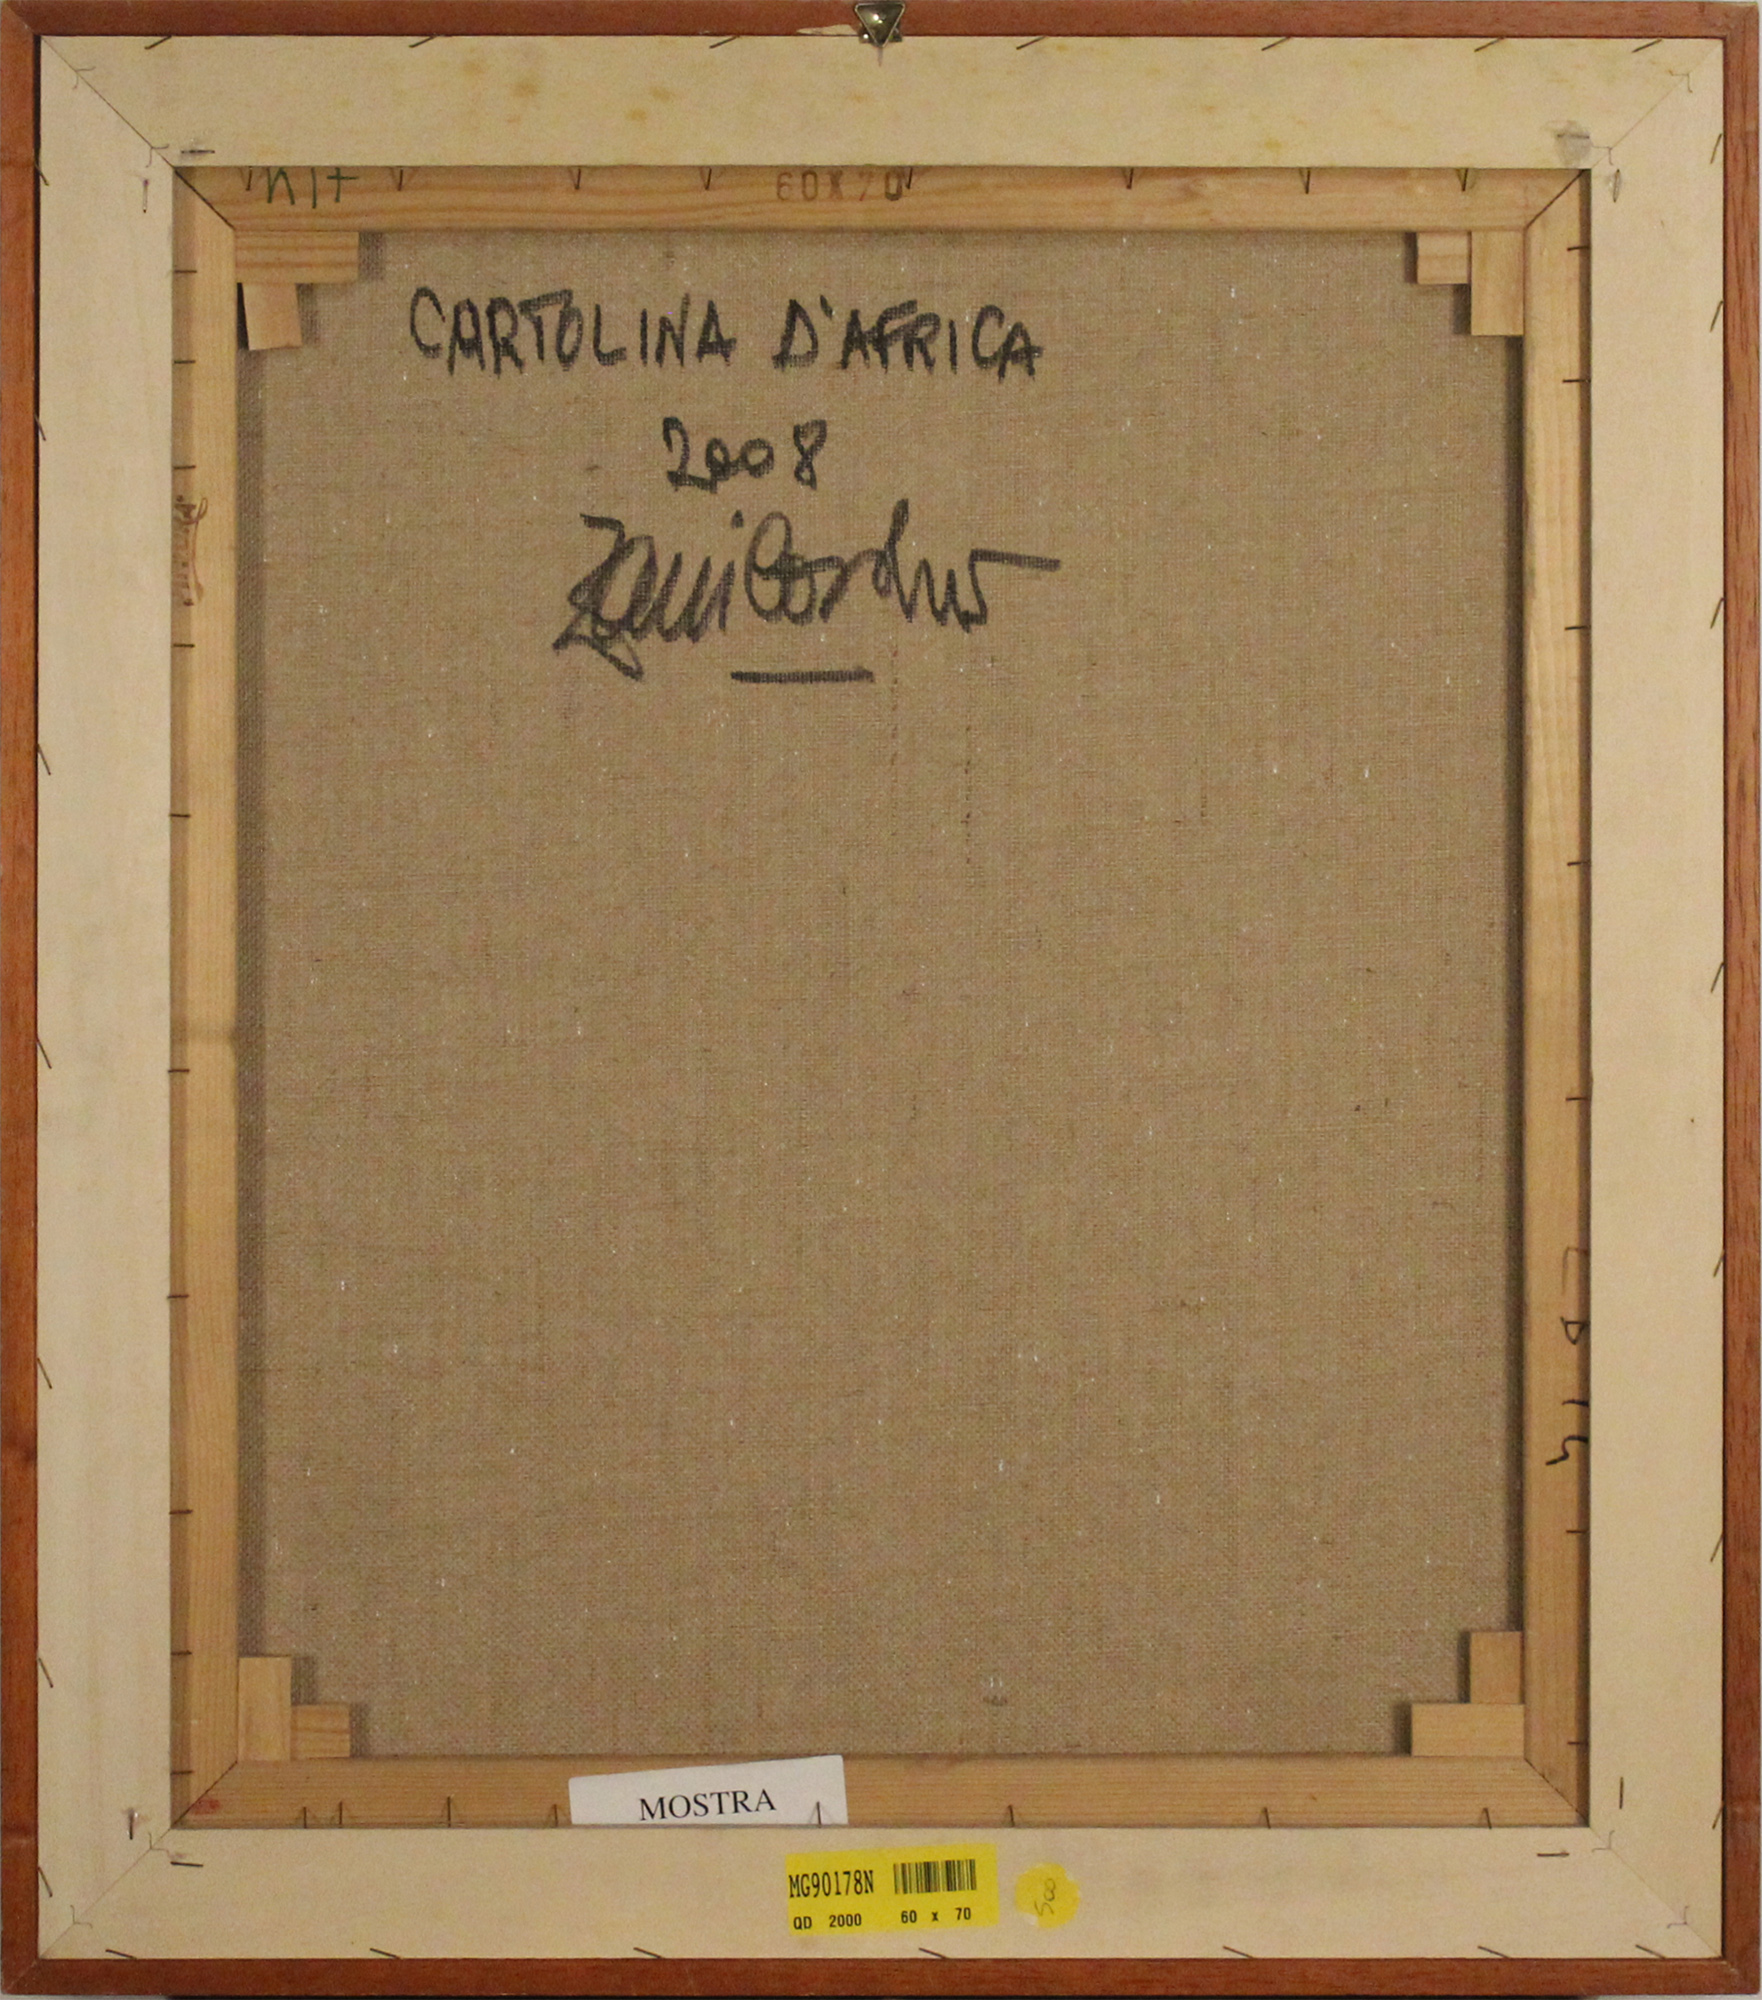 60X70
CARTOLINA D'AFRICA
2008
MOSTRA
MG90178N
QD 2000 60 x 70
500